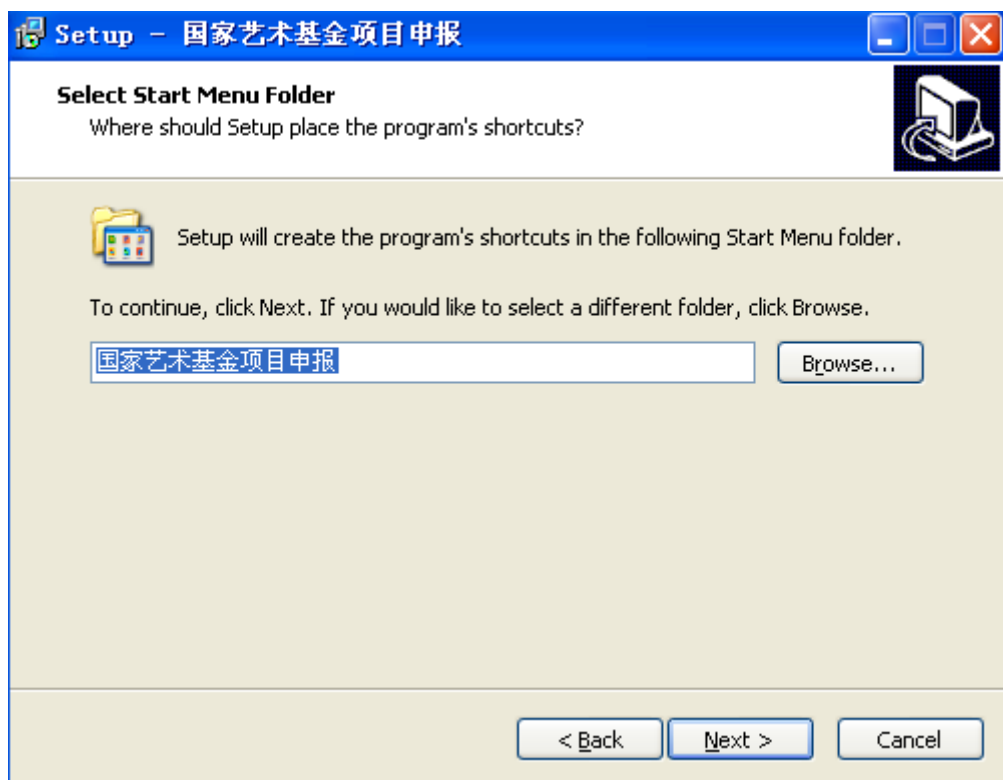 Setup - 国家艺术基金项目申报
Select Start Menu Folder
Where should Setup place the program's shortcuts?
Setup will create the program's shortcuts in the following Start Menu folder.
To continue, click Next. If you would like to select a different folder, click Browse.
国家艺术基金项目申报
Browse...
< Back
Next >
Cancel